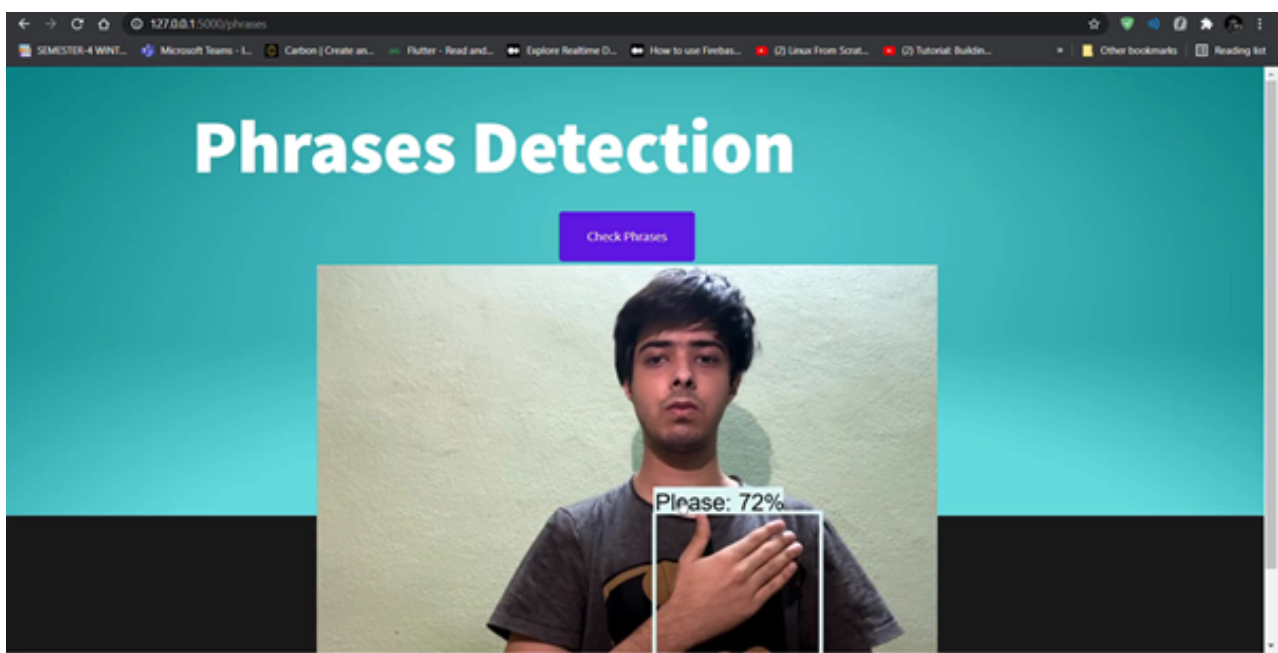 127.0.0.1:5000/phrases
SEMESTER-4 WINT... Microsoft Teams - L... Carbon | Create an... Flutter - Read and... Explore Realtime D... How to use Firebas... (2) Linux From Scrat... (2) Tutorial: Buildin... » Other bookmarks Reading list
Phrases Detection
Check Phrases
Please: 72%